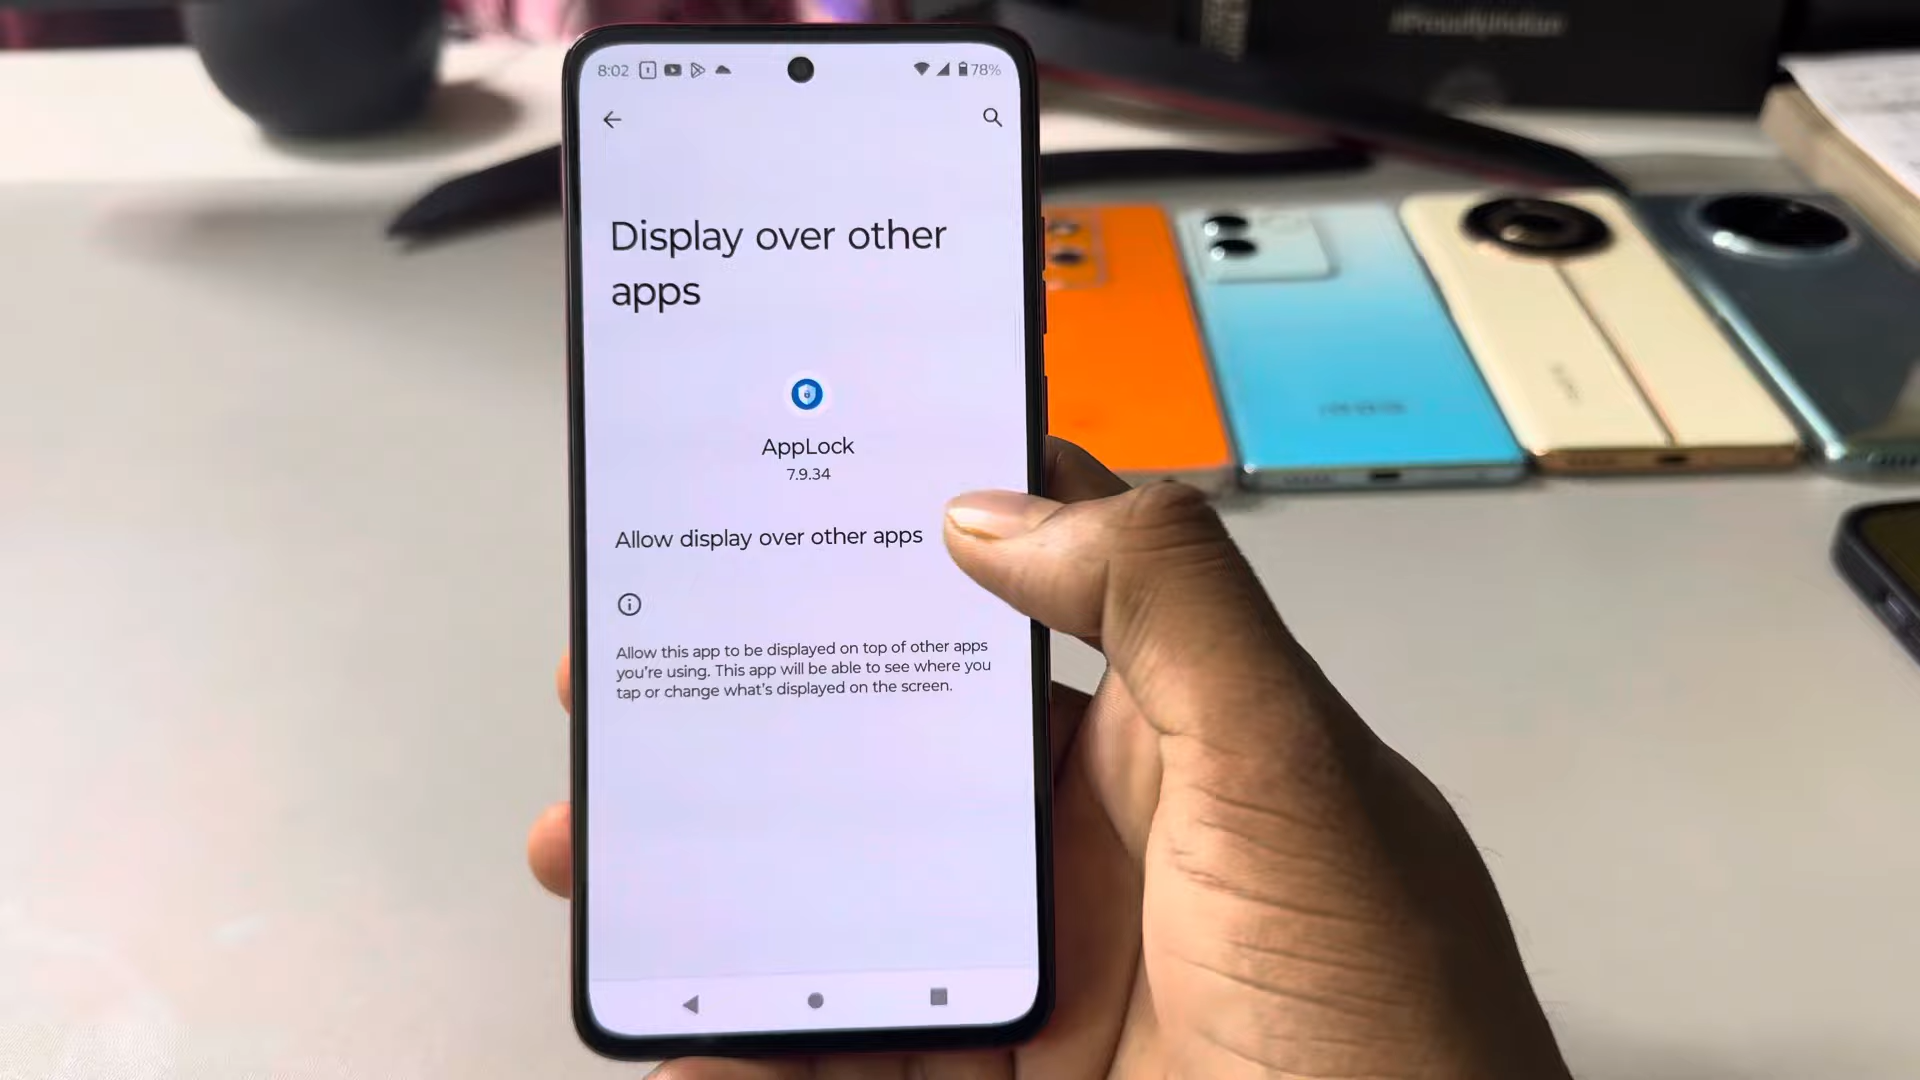 #ProudlyIndian
8:02
78%
Display over other
apps
AppLock
7.9.34
Allow display over other apps
Allow this app to be displayed on top of other apps
you're using. This app will be able to see where you
tap or change what's displayed on the screen.